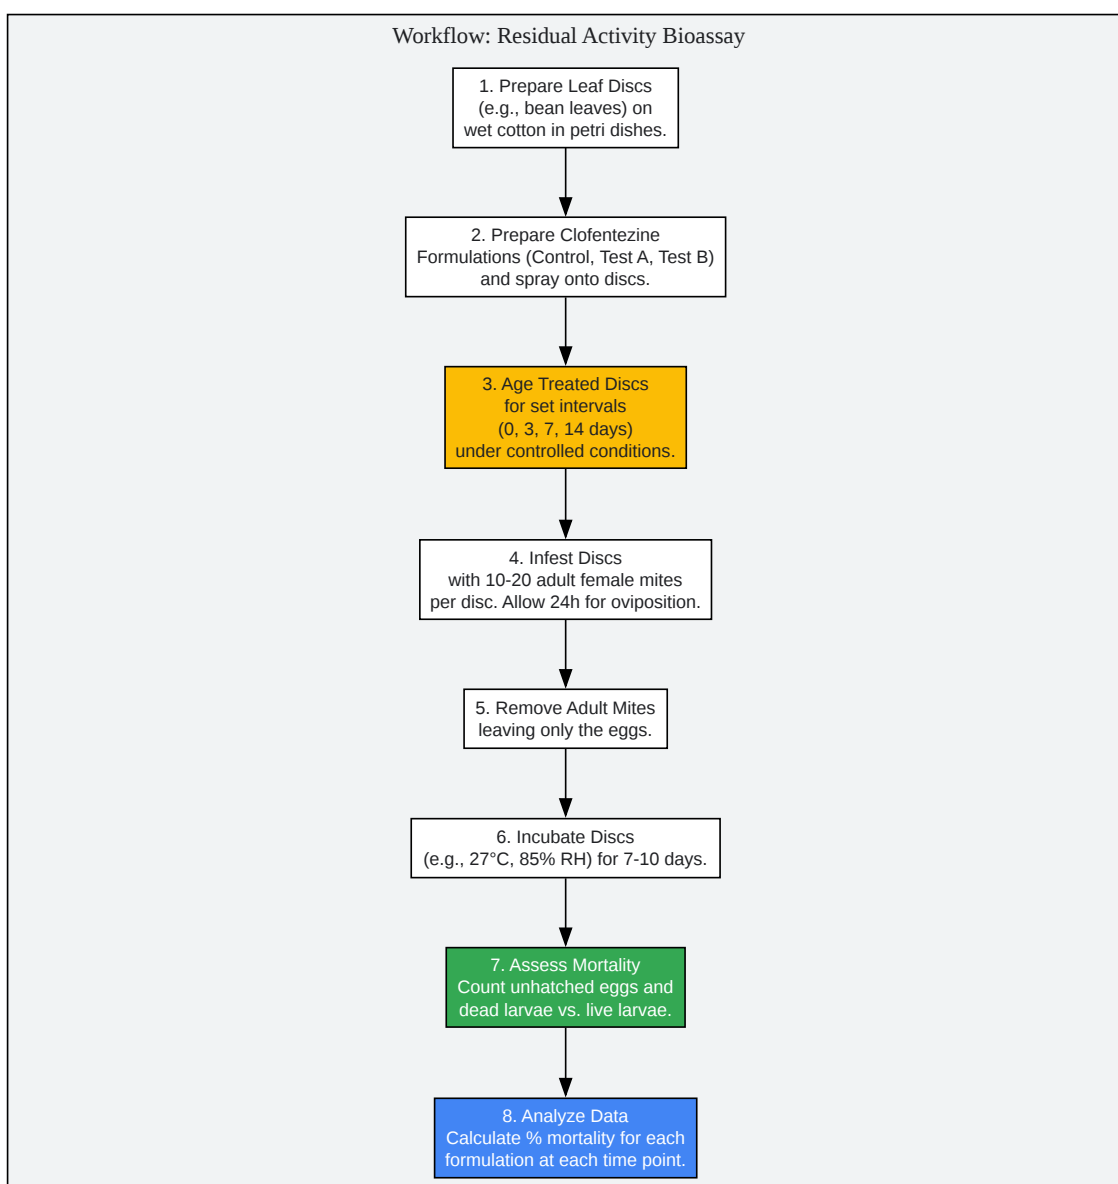 Workflow: Residual Activity Bioassay
1. Prepare Leaf Discs
(e.g., bean leaves) on
wet cotton in petri dishes.
2. Prepare Clofentezine
Formulations (Control, Test A, Test B)
and spray onto discs.
3. Age Treated Discs
for set intervals
(0, 3, 7, 14 days)
under controlled conditions.
4. Infest Discs
with 10-20 adult female mites
per disc. Allow 24h for oviposition.
5. Remove Adult Mites
leaving only the eggs.
6. Incubate Discs
(e.g., 27°C, 85% RH) for 7-10 days.
7. Assess Mortality
Count unhatched eggs and
dead larvae vs. live larvae.
8. Analyze Data
Calculate % mortality for each
formulation at each time point.